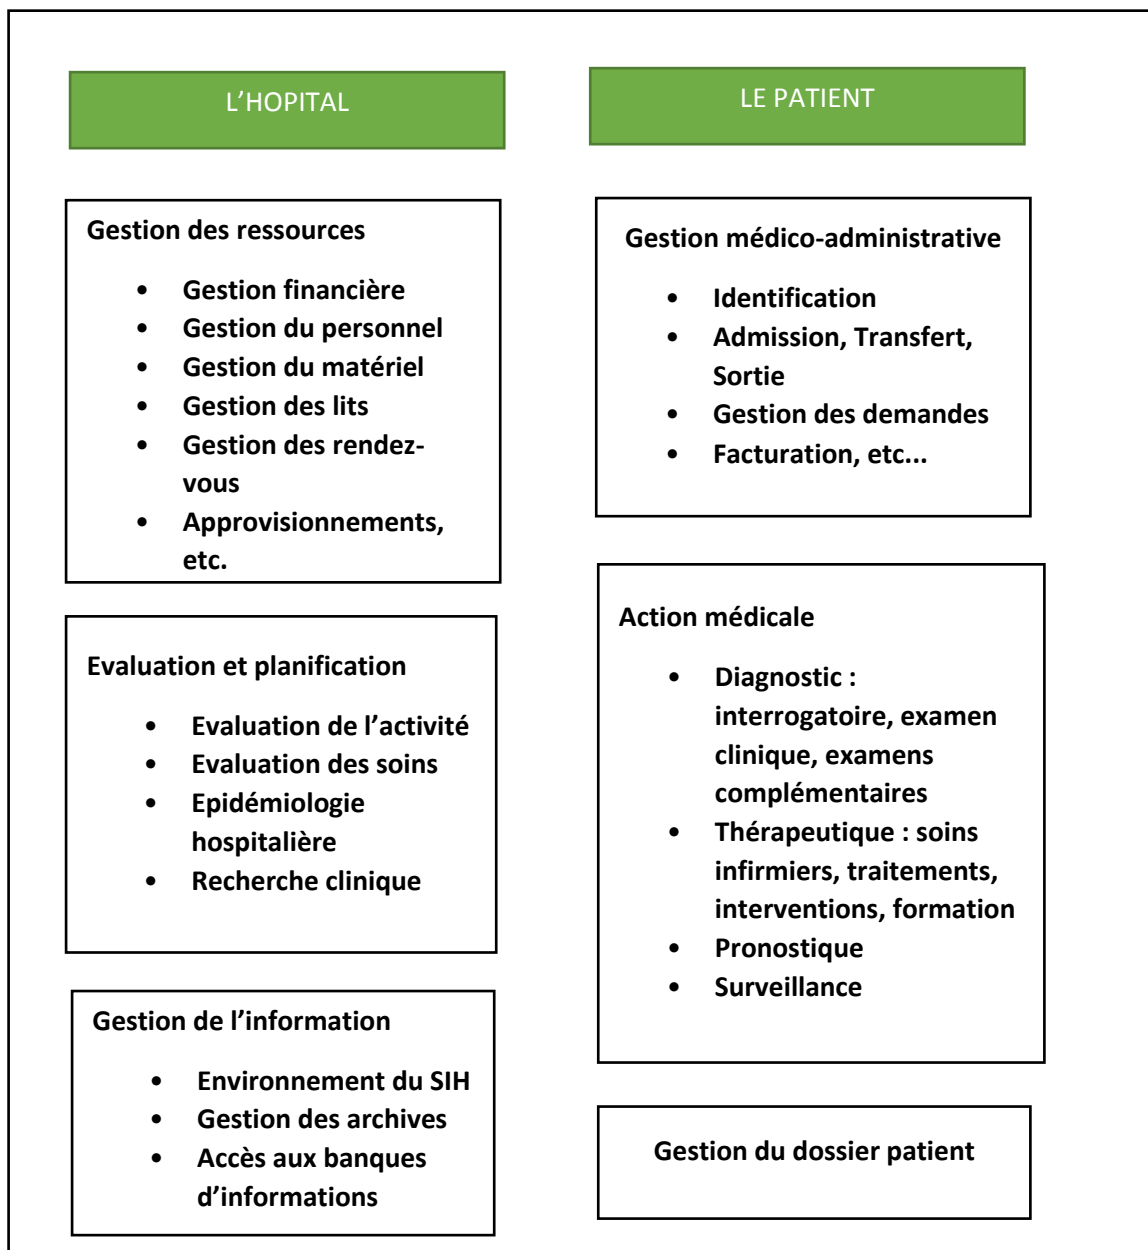 L’HOPITAL
Gestion des ressources
• Gestion financière
• Gestion du personnel
• Gestion du matériel
• Gestion des lits
• Gestion des rendez-
vous
• Approvisionnements,
etc.
Evaluation et planification
• Evaluation de l’activité
• Evaluation des soins
• Epidémiologie
hospitalière
• Recherche clinique
Gestion de l’information
• Environnement du SIH
• Gestion des archives
• Accès aux banques
d’informations
LE PATIENT
Gestion médico-administrative
• Identification
• Admission, Transfert,
Sortie
• Gestion des demandes
• Facturation, etc...
Action médicale
• Diagnostic :
interrogatoire, examen
clinique, examens
complémentaires
• Thérapeutique : soins
infirmiers, traitements,
interventions, formation
• Pronostique
• Surveillance
Gestion du dossier patient